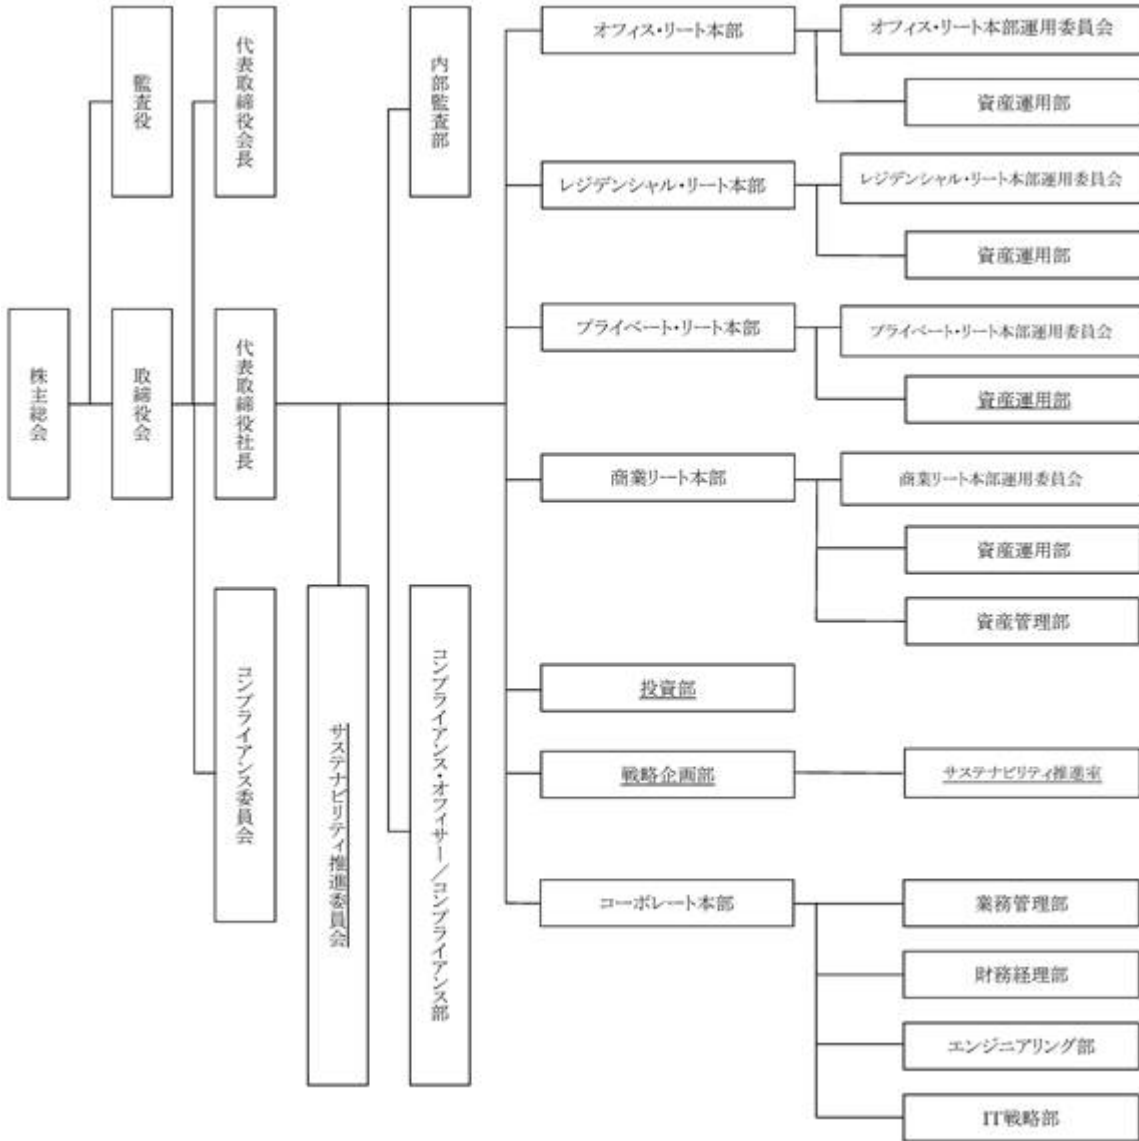 株主総会
監査役
取締役会
代表取締役会長
代表取締役社長
コンプライアンス委員会
サステナビリティ推進委員会
内部監査部
コンプライアンス・オフィサー／コンプライアンス部
オフィス・リート本部
オフィス・リート本部運用委員会
資産運用部
レジデンシャル・リート本部
レジデンシャル・リート本部運用委員会
資産運用部
プライベート・リート本部
プライベート・リート本部運用委員会
資産運用部
商業リート本部
商業リート本部運用委員会
資産運用部
資産管理部
投資部
戦略企画部
サステナビリティ推進室
コーポレート本部
業務管理部
財務経理部
エンジニアリング部
IT戦略部